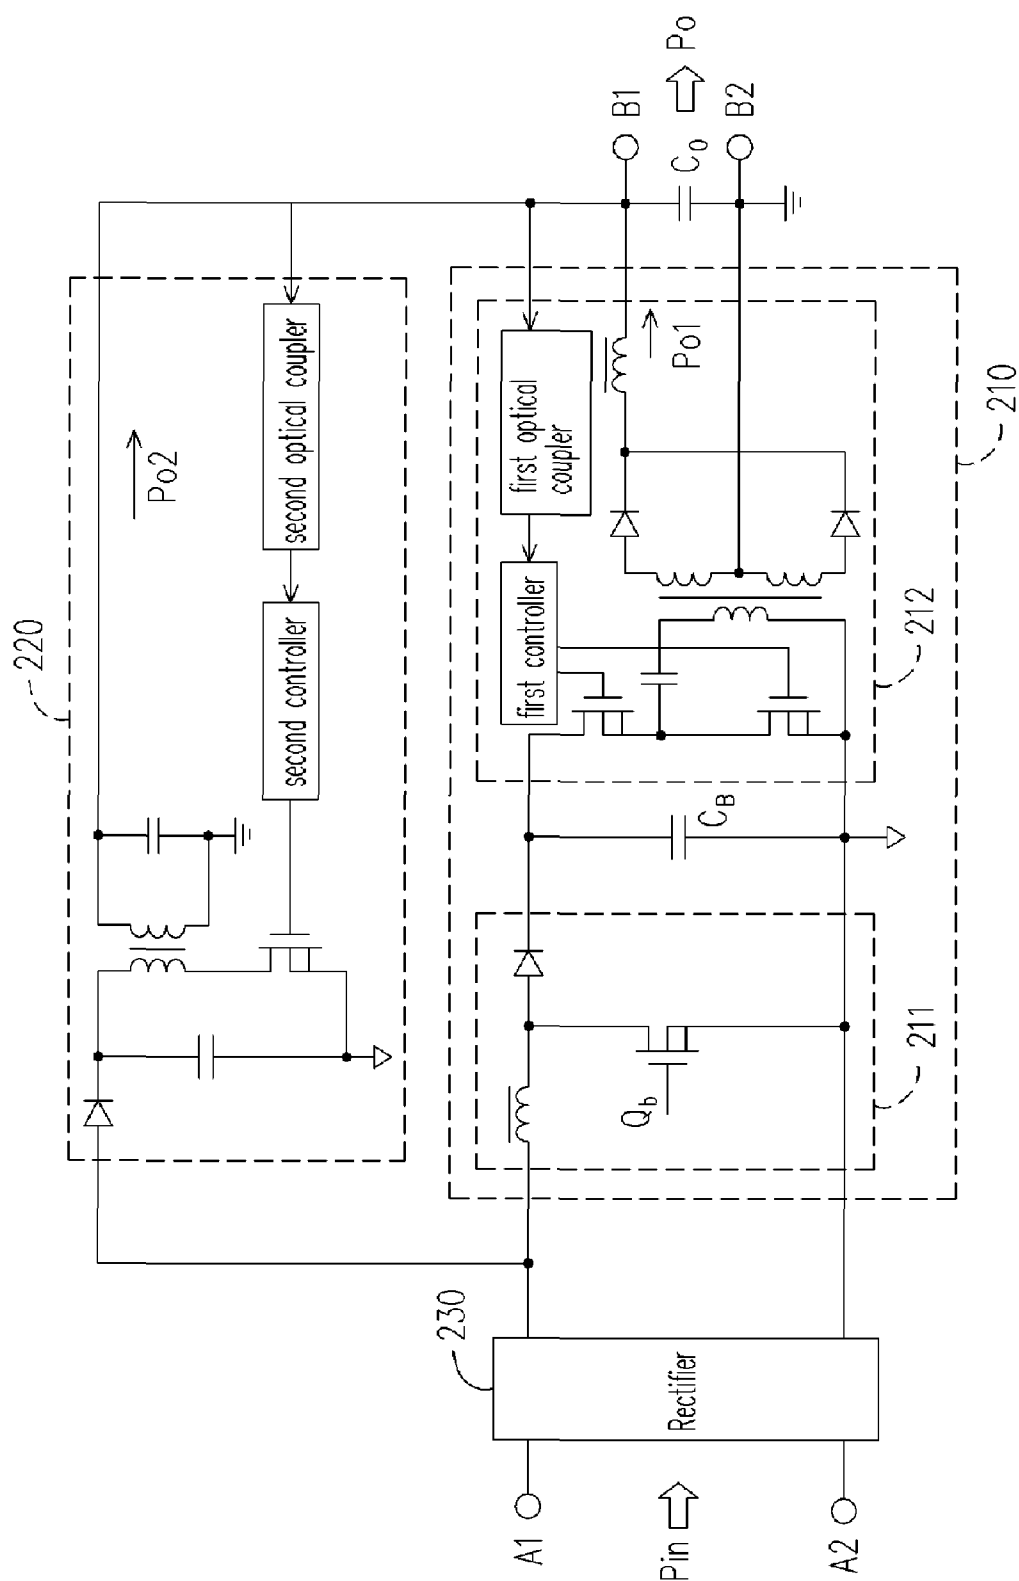 220
Po2
second controller
second optical coupler
B1
Po
B2
C0
first optical
coupler
Po1
first controller
210
212
CB
211
Qb
230
Rectifier
A1
Pin
A2